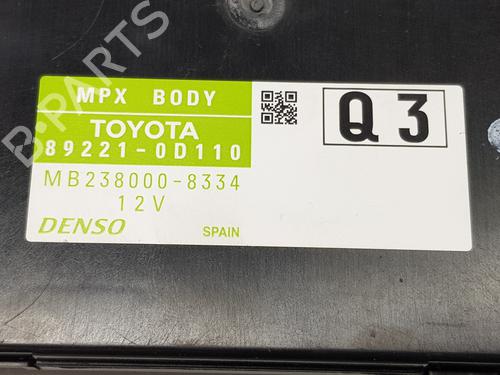 MPX BODY
TOYOTA
89221-0D110
MB238000-8334
12V
DENSO
SPAIN
Q3
B-PARTS